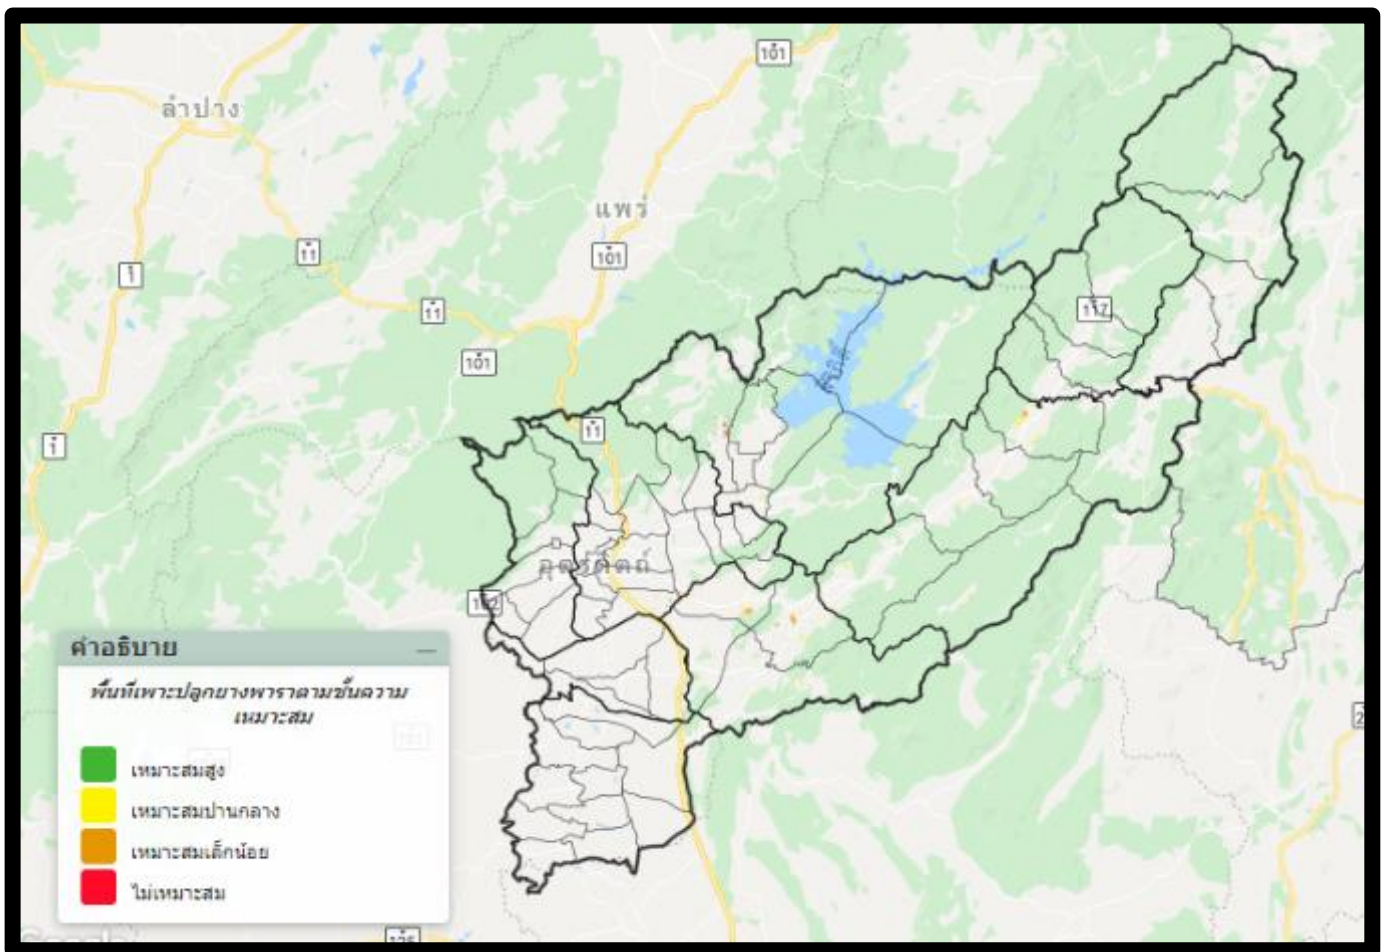 101
ลำปาง
แพร่
11
101
1
117
11
101
11
1
อุตรดิตถ์
คำอธิบาย
พื้นที่เพาะปลูกยางพาราตามชั้นความ
เหมาะสม
เหมาะสมสูง
เหมาะสมปานกลาง
เหมาะสมเล็กน้อย
ไม่เหมาะสม